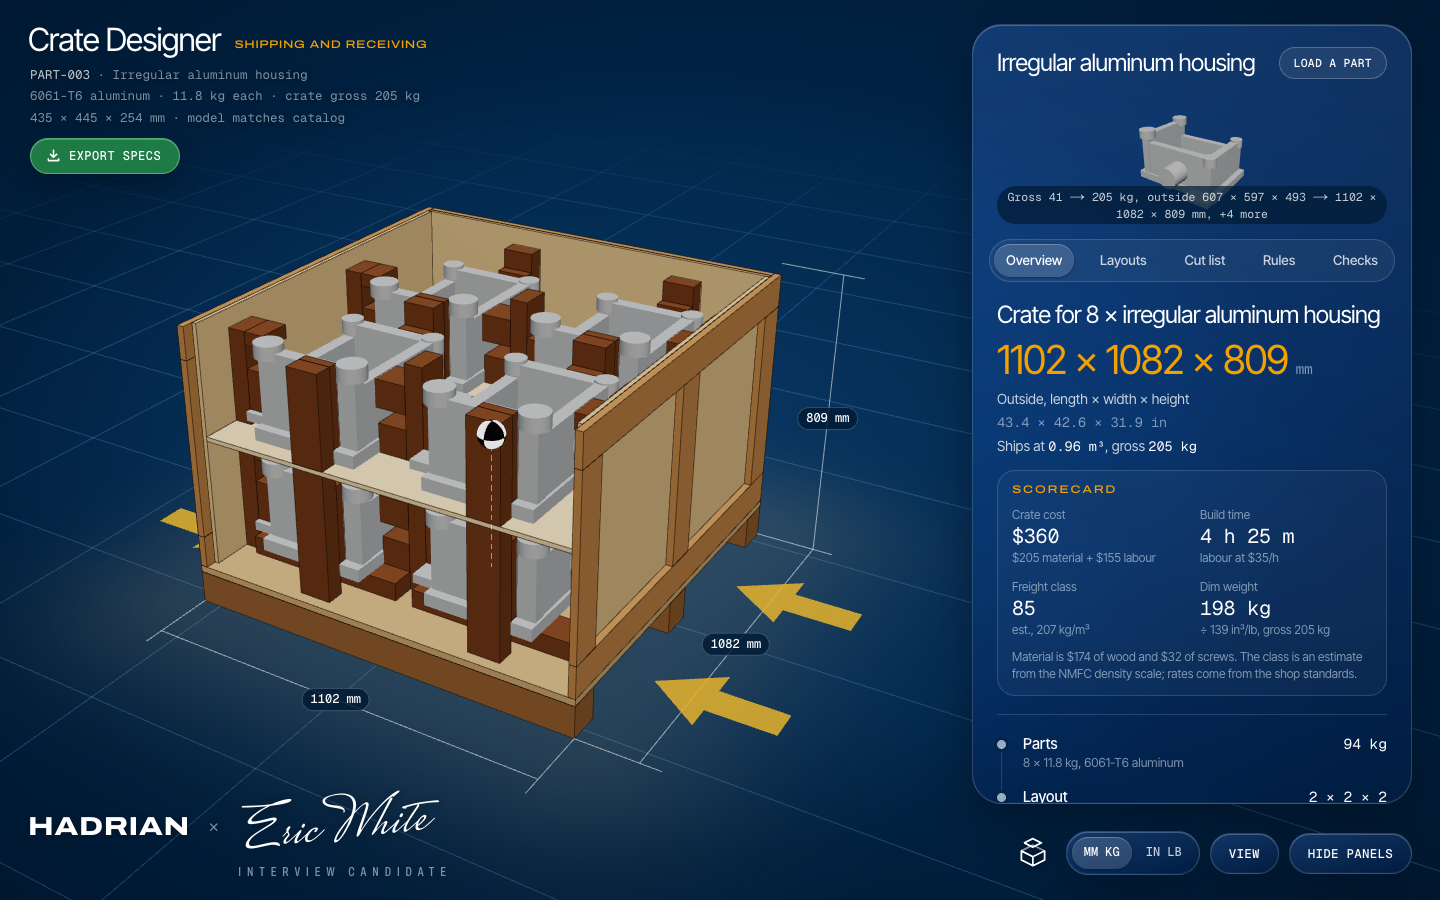 Crate Designer SHIPPING AND RECEIVING
PART-003 · Irregular aluminum housing
6061-T6 aluminum · 11.8 kg each · crate gross 205 kg
435 × 445 × 254 mm · model matches catalog
EXPORT SPECS
809 mm
1082 mm
1102 mm
HADRIAN × Eric White
INTERVIEW CANDIDATE
Irregular aluminum housing LOAD A PART
Gross 41 → 205 kg, outside 607 × 597 × 493 → 1102 ×
1082 × 809 mm, +4 more
Overview Layouts Cut list Rules Checks
Crate for 8 × irregular aluminum housing
1102 × 1082 × 809 mm
Outside, length × width × height
43.4 × 42.6 × 31.9 in
Ships at 0.96 m³, gross 205 kg
SCORECARD
Crate cost Build time
$360 4 h 25 m
$205 material + $155 labour labour at $35/h
Freight class Dim weight
85 198 kg
est., 207 kg/m³ ÷ 139 in³/lb, gross 205 kg
Material is $174 of wood and $32 of screws. The class is an estimate
from the NMFC density scale; rates come from the shop standards.
Parts 94 kg
8 × 11.8 kg, 6061-T6 aluminum
Layout 2 × 2 × 2
MM KG IN LB VIEW HIDE PANELS